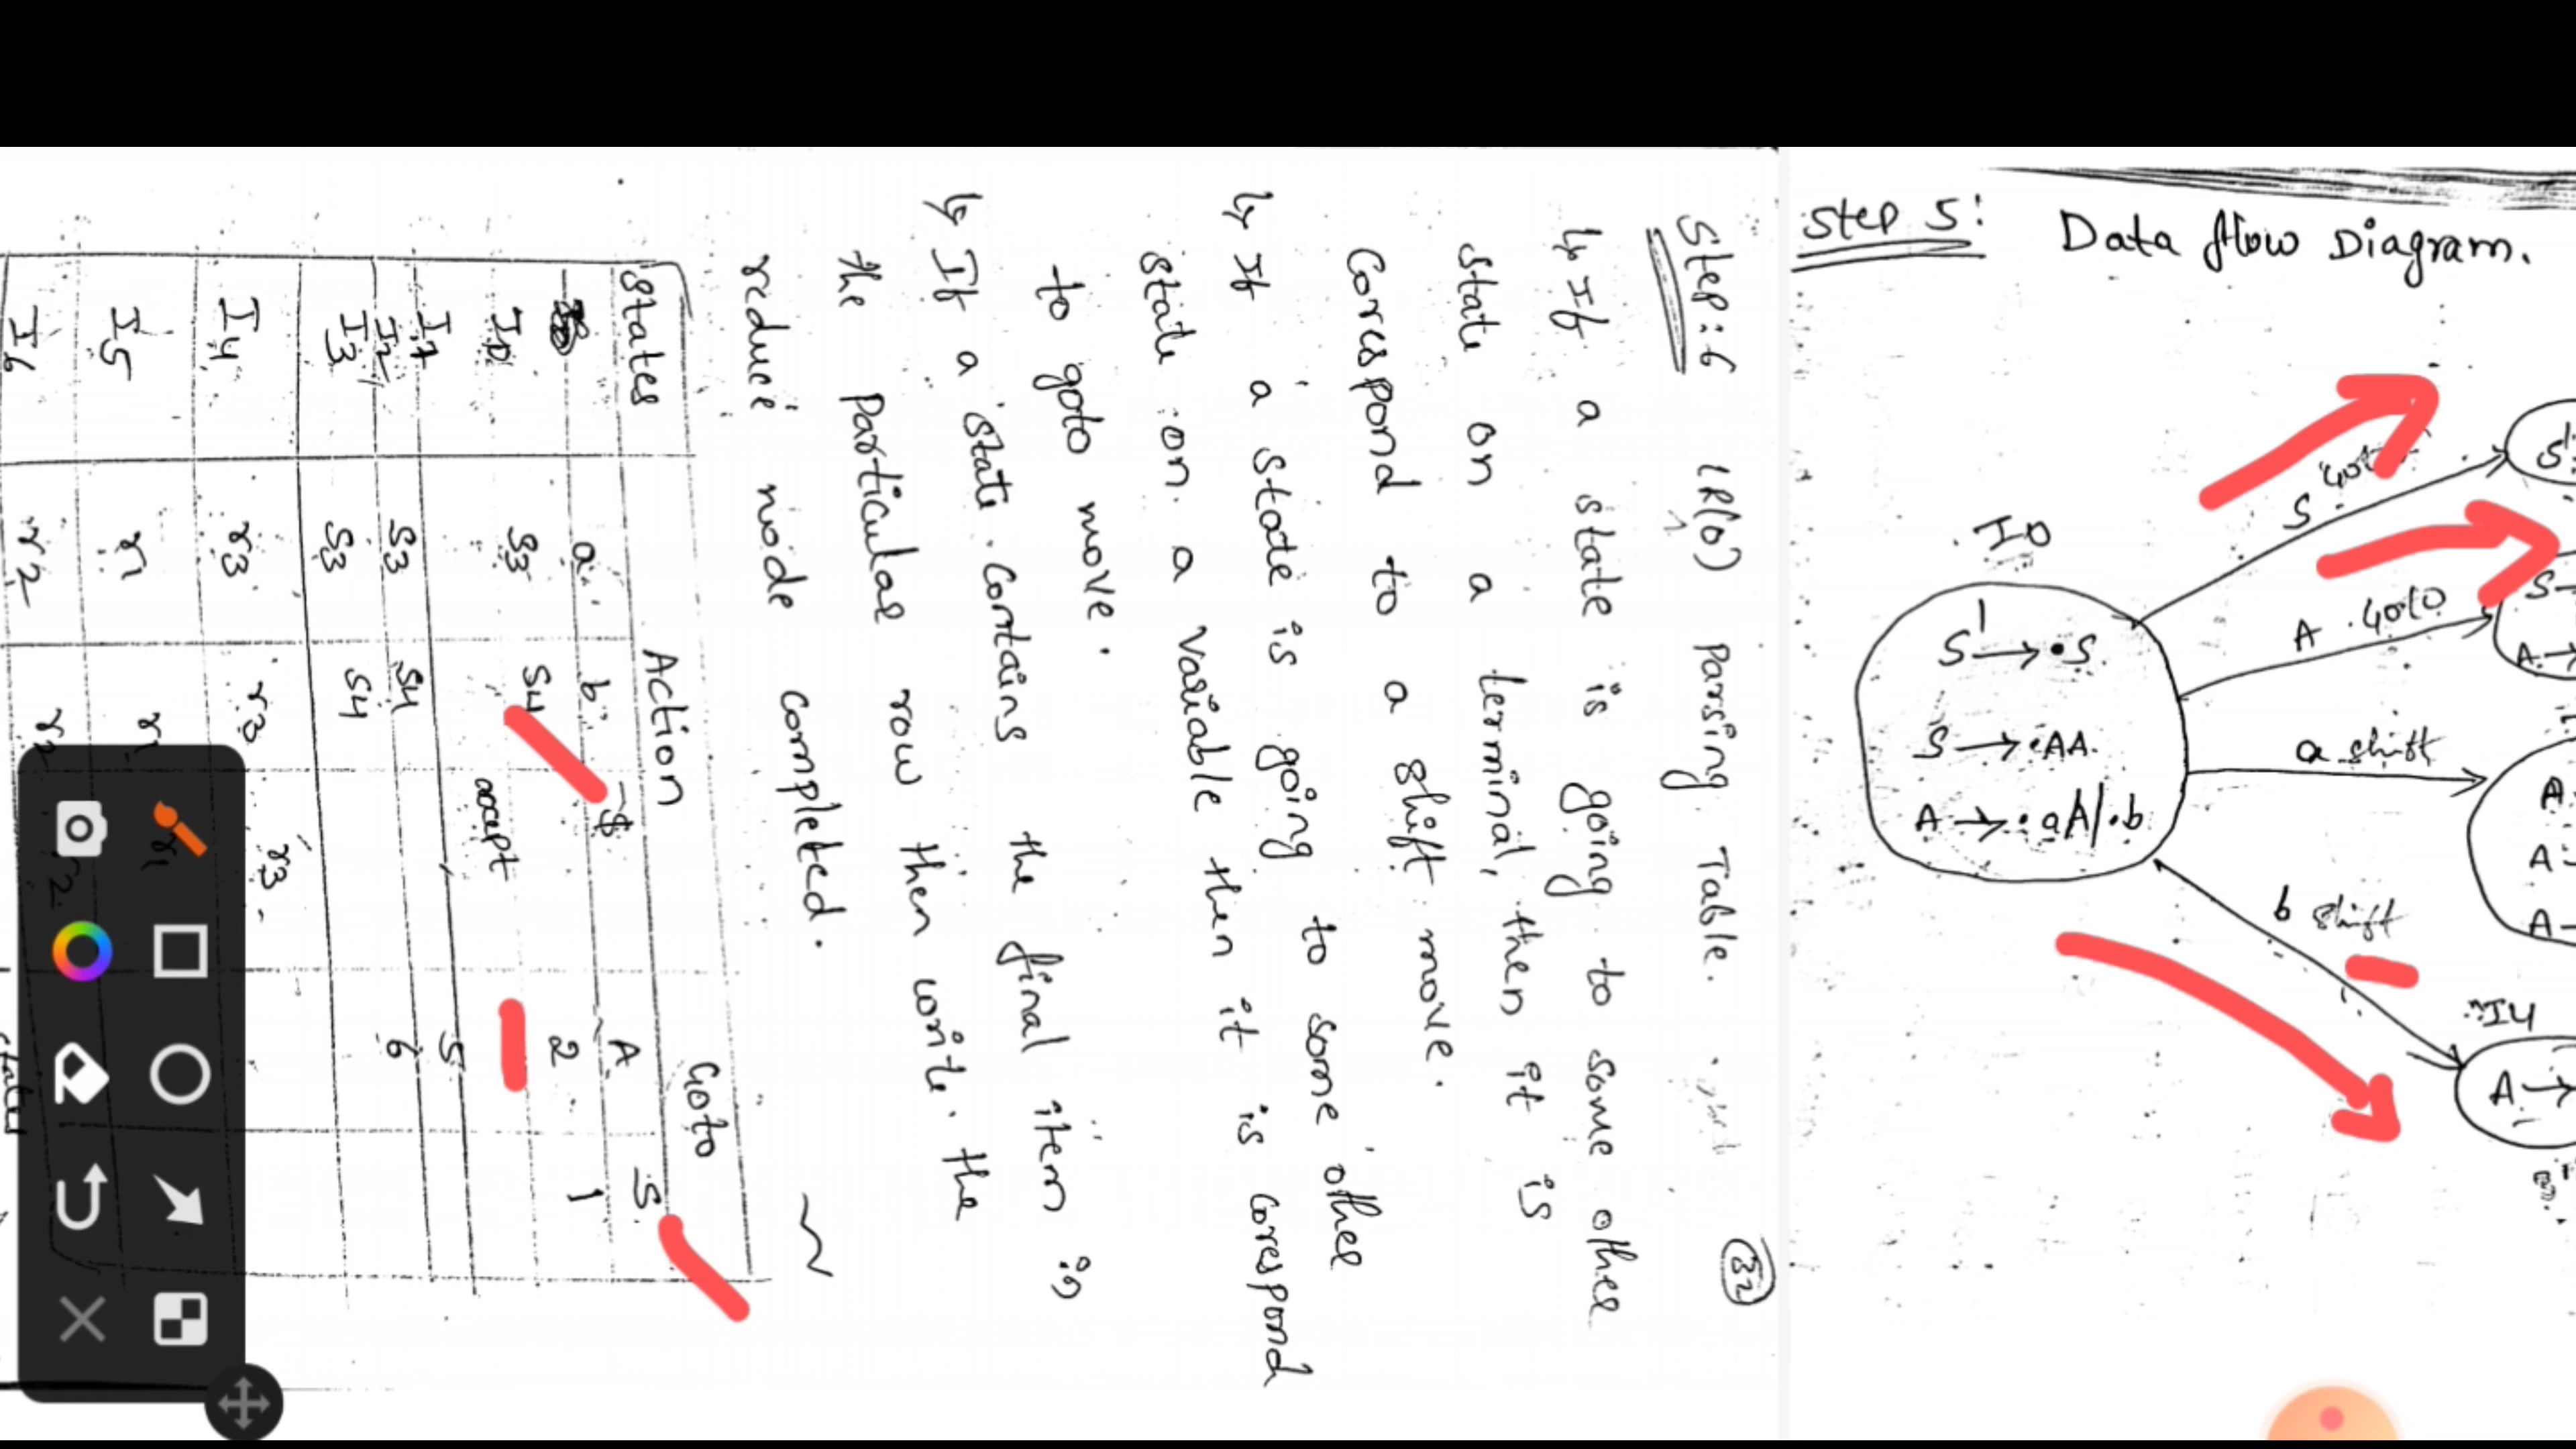 Step:6 LR(0) parsing Table.
(32)
↳ If a state is going to some other
state on a terminal, then it is
Corespond to a shift move.
↳ If a state is going to some other
state on a variable then it is corespond
to goto move.
↳ If a state contains the final item in
the particular row then write the
reduce node completed.
states Action Goto
a b $ A S
I0 S3 S4 2 1
I1 accept
I2 S3 S4 5
I3 S3 S4 6
I4 r3 r3 r3
I5 r1 r1 r1
I6 r2 r2 r2
Step 5: Data flow Diagram.
I0
S' → •S.
S → •AA.
A → •aA/•b
S goto
A goto
a shift
b shift
S'
S →
A →
A
A
A
I4
A →